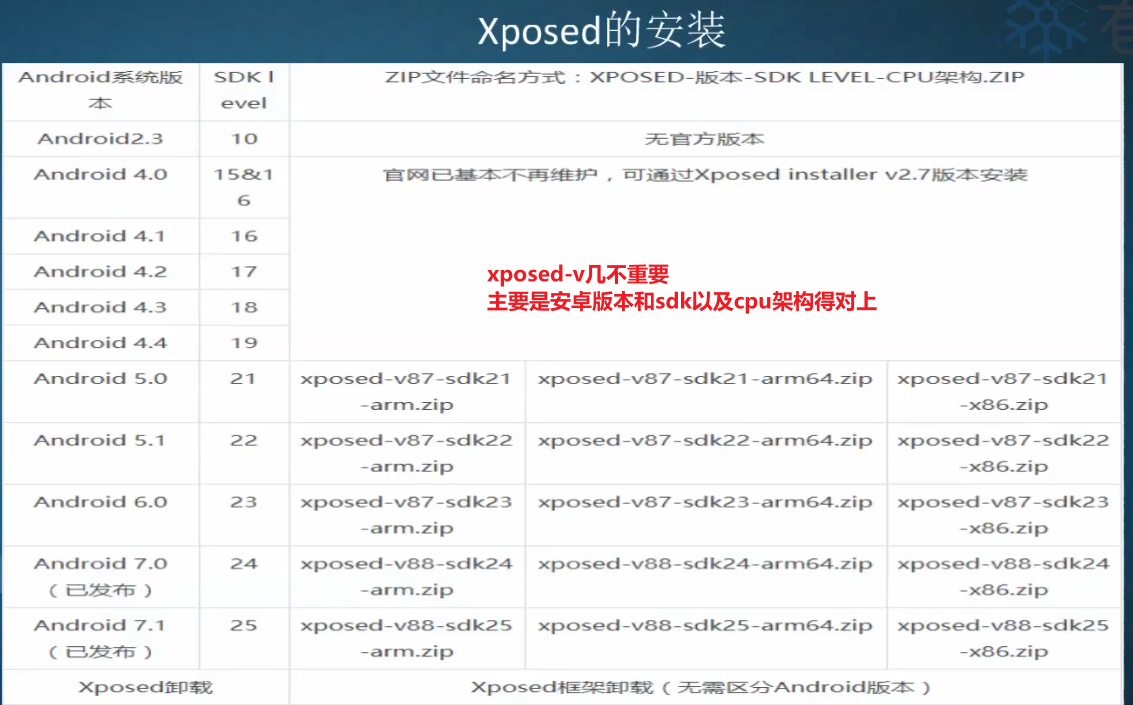 Xposed的安装
有
Android系统版
本
SDK l
evel
ZIP文件命名方式：XPOSED-版本-SDK LEVEL-CPU架构.ZIP
Android2.3
10
无官方版本
Android 4.0
15&1
6
官网已基本不再维护，可通过Xposed installer v2.7版本安装
Android 4.1
16
Android 4.2
17
xposed-v几不重要
主要是安卓版本和sdk以及cpu架构得对上
Android 4.3
18
Android 4.4
19
Android 5.0
21
xposed-v87-sdk21
-arm.zip
xposed-v87-sdk21-arm64.zip
xposed-v87-sdk21
-x86.zip
Android 5.1
22
xposed-v87-sdk22
-arm.zip
xposed-v87-sdk22-arm64.zip
xposed-v87-sdk22
-x86.zip
Android 6.0
23
xposed-v87-sdk23
-arm.zip
xposed-v87-sdk23-arm64.zip
xposed-v87-sdk23
-x86.zip
Android 7.0
（已发布）
24
xposed-v88-sdk24
-arm.zip
xposed-v88-sdk24-arm64.zip
xposed-v88-sdk24
-x86.zip
Android 7.1
（已发布）
25
xposed-v88-sdk25
-arm.zip
xposed-v88-sdk25-arm64.zip
xposed-v88-sdk25
-x86.zip
Xposed卸载
Xposed框架卸载（无需区分Android版本）